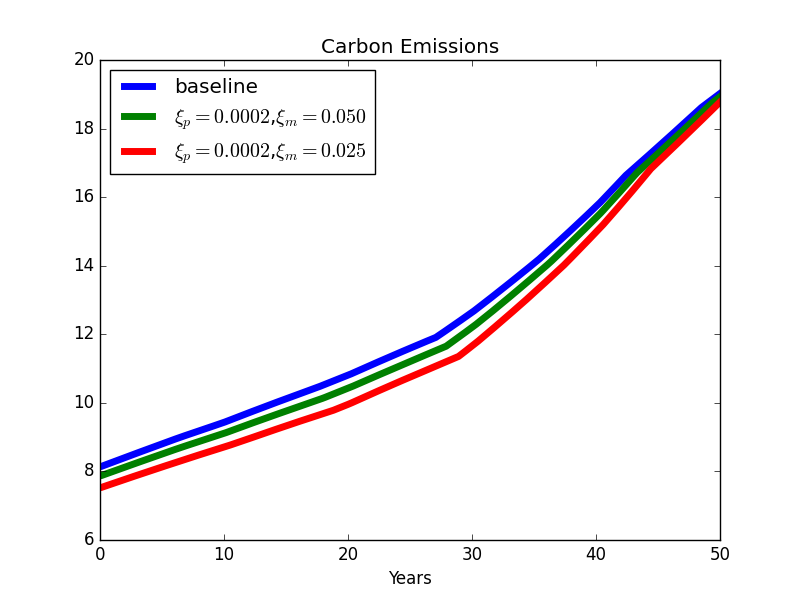 Carbon Emissions
20
18
16
14
12
10
8
6
baseline
ξₚ = 0.0002,ξₘ = 0.050
ξₚ = 0.0002,ξₘ = 0.025
0 10 20 30 40 50
Years